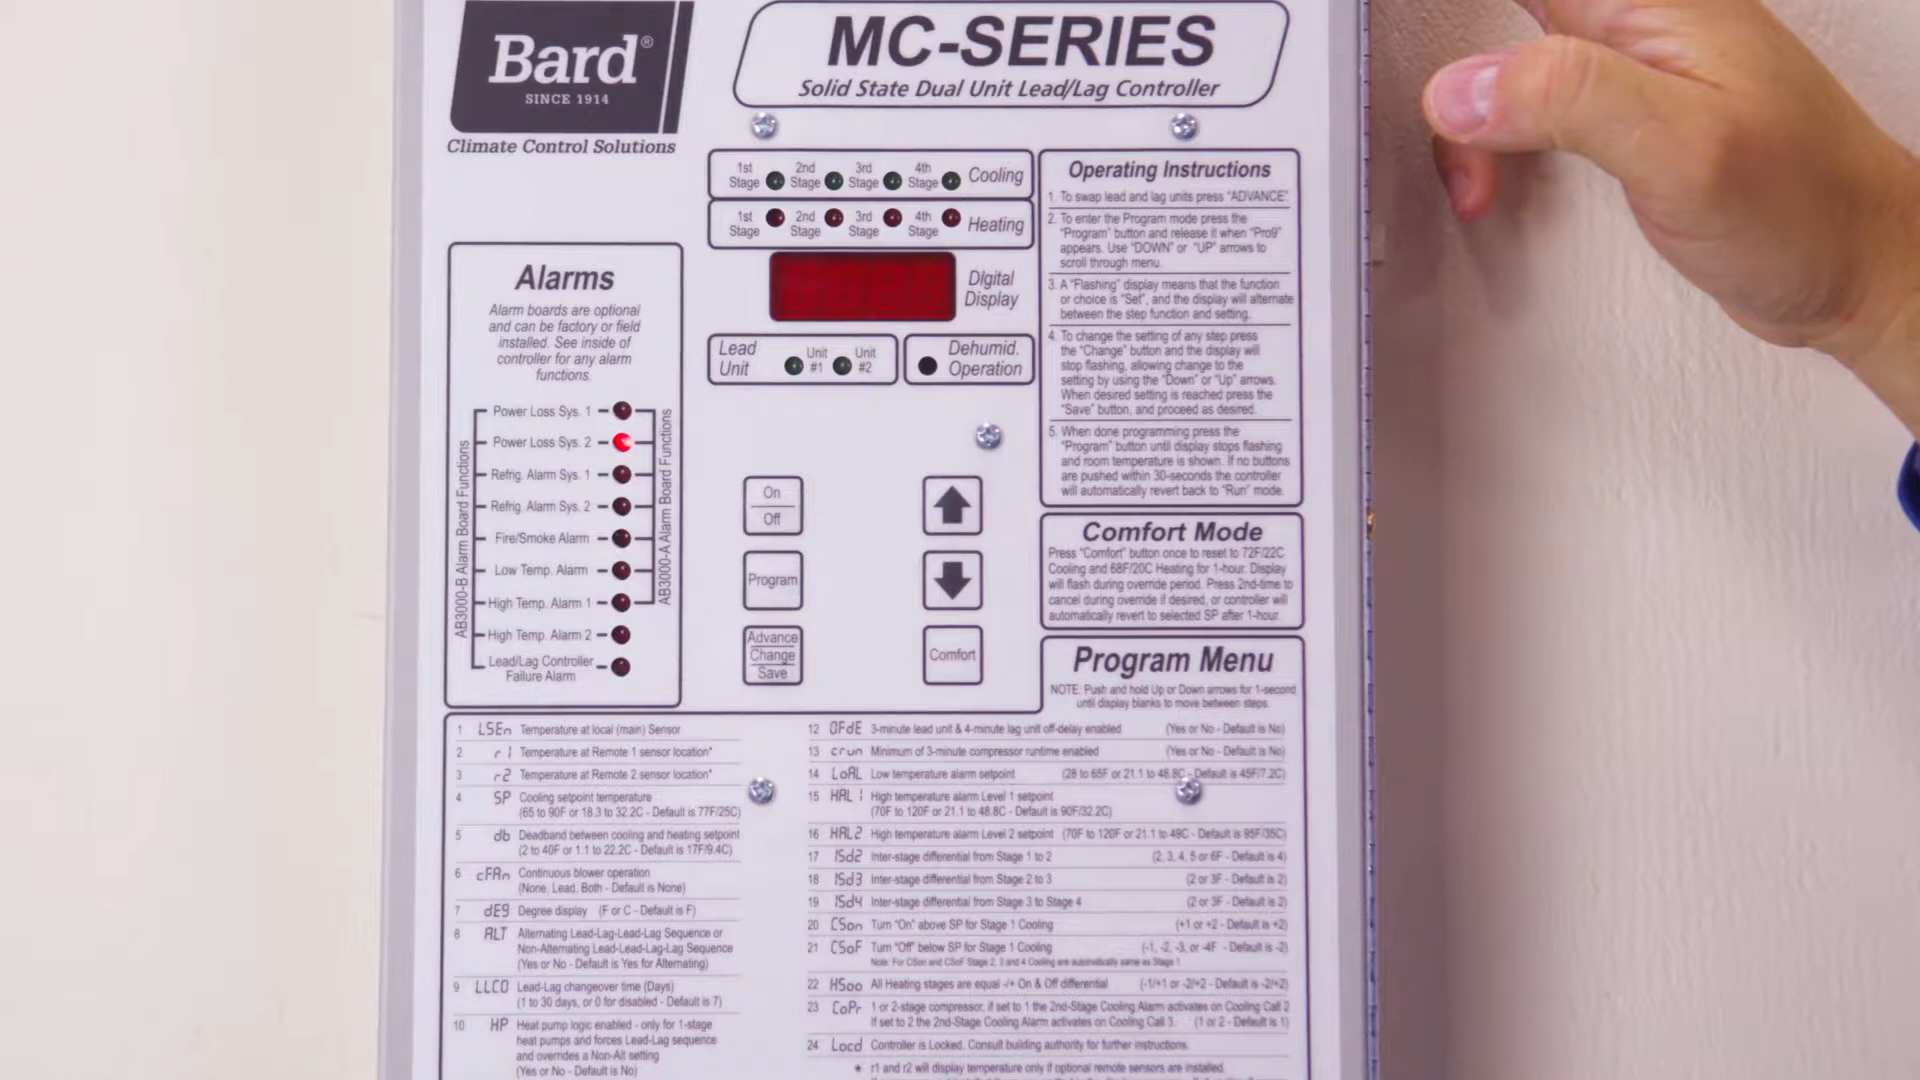 Bard®
SINCE 1914
Climate Control Solutions
MC-SERIES
Solid State Dual Unit Lead/Lag Controller
1st Stage 2nd Stage 3rd Stage 4th Stage Cooling
1st Stage 2nd Stage 3rd Stage 4th Stage Heating
Digital
Display
Lead
Unit
Unit
#1
Unit
#2
Dehumid.
Operation
Alarms
Alarm boards are optional
and can be factory or field
installed. See inside of
controller for any alarm
functions.
AB3000-B Alarm Board Functions
Power Loss Sys. 1
Power Loss Sys. 2
Refrig. Alarm Sys. 1
Refrig. Alarm Sys. 2
Fire/Smoke Alarm
Low Temp. Alarm
High Temp. Alarm 1
High Temp. Alarm 2
Lead/Lag Controller
Failure Alarm
AB3000-A Alarm Board Functions
On
Off
Program
Advance
Change
Save
Comfort
Operating Instructions
1. To swap lead and lag units press "ADVANCE".
2. To enter the Program mode press the
"Program" button and release it when "Pro9"
appears. Use "DOWN" or "UP" arrows to
scroll through menu.
3. A "Flashing" display means that the function
or choice is "Set", and the display will alternate
between the step function and setting.
4. To change the setting of any step press
the "Change" button and the display will
stop flashing, allowing change to the
setting by using the "Down" or "Up" arrows.
When desired setting is reached press the
"Save" button, and proceed as desired.
5. When done programming press the
"Program" button until display stops flashing
and room temperature is shown. If no buttons
are pushed within 30-seconds the controller
will automatically revert back to "Run" mode.
Comfort Mode
Press "Comfort" button once to reset to 72F/22C
Cooling and 68F/20C Heating for 1-hour. Display
will flash during override period. Press 2nd-time to
cancel during override if desired, or controller will
automatically revert to selected SP after 1-hour.
Program Menu
NOTE: Push and hold Up or Down arrows for 1-second
until display blanks to move between steps.
1 LSEn Temperature at local (main) Sensor
2 r1 Temperature at Remote 1 sensor location*
3 r2 Temperature at Remote 2 sensor location*
4 SP Cooling setpoint temperature
(65 to 90F or 18.3 to 32.2C - Default is 77F/25C)
5 db Deadband between cooling and heating setpoint
(2 to 40F or 1.1 to 22.2C - Default is 17F/9.4C)
6 cFAn Continuous blower operation
(None, Lead, Both - Default is None)
7 dE9 Degree display (F or C - Default is F)
8 ALT Alternating Lead-Lag-Lead-Lag Sequence or
Non-Alternating Lead-Lead-Lag-Lag Sequence
(Yes or No - Default is Yes for Alternating)
9 LLCO Lead-Lag changeover time (Days)
(1 to 30 days, or 0 for disabled - Default is 7)
10 HP Heat pump logic enabled - only for 1-stage
heat pumps and forces Lead-Lag sequence
and overrides a Non-Alt setting
(Yes or No - Default is No)
12 OFdE 3-minute lead unit & 4-minute lag unit off-delay enabled (Yes or No - Default is No)
13 crun Minimum of 3-minute compressor runtime enabled (Yes or No - Default is No)
14 LoAL Low temperature alarm setpoint (28 to 65F or 21.1 to 48.8C - Default is 45F/7.2C)
15 HAL1 High temperature alarm Level 1 setpoint
(70F to 120F or 21.1 to 48.8C - Default is 90F/32.2C)
16 HAL2 High temperature alarm Level 2 setpoint (70F to 120F or 21.1 to 49C - Default is 95F/35C)
17 ISd2 Inter-stage differential from Stage 1 to 2 (2, 3, 4, 5 or 6F - Default is 4)
18 ISd3 Inter-stage differential from Stage 2 to 3 (2 or 3F - Default is 2)
19 ISd4 Inter-stage differential from Stage 3 to Stage 4 (2 or 3F - Default is 2)
20 CSon Turn "On" above SP for Stage 1 Cooling (+1 or +2 - Default is +2)
21 CSoF Turn "Off" below SP for Stage 1 Cooling (-1, -2, -3, or -4F - Default is -2)
Note: For CSon and CSoF Stage 2, 3 and 4 Cooling are automatically same as Stage 1
22 HSoo All Heating stages are equal -/+ On & Off differential (-1/+1 or -2/+2 - Default is -2/+2)
23 CoPr 1 or 2-stage compressor, if set to 1 the 2nd-Stage Cooling Alarm activates on Cooling Call 2
If set to 2 the 2nd-Stage Cooling Alarm activates on Cooling Call 3. (1 or 2 - Default is 1)
24 Locd Controller is Locked. Consult building authority for further instructions.
* r1 and r2 will display temperature only if optional remote sensors are installed.